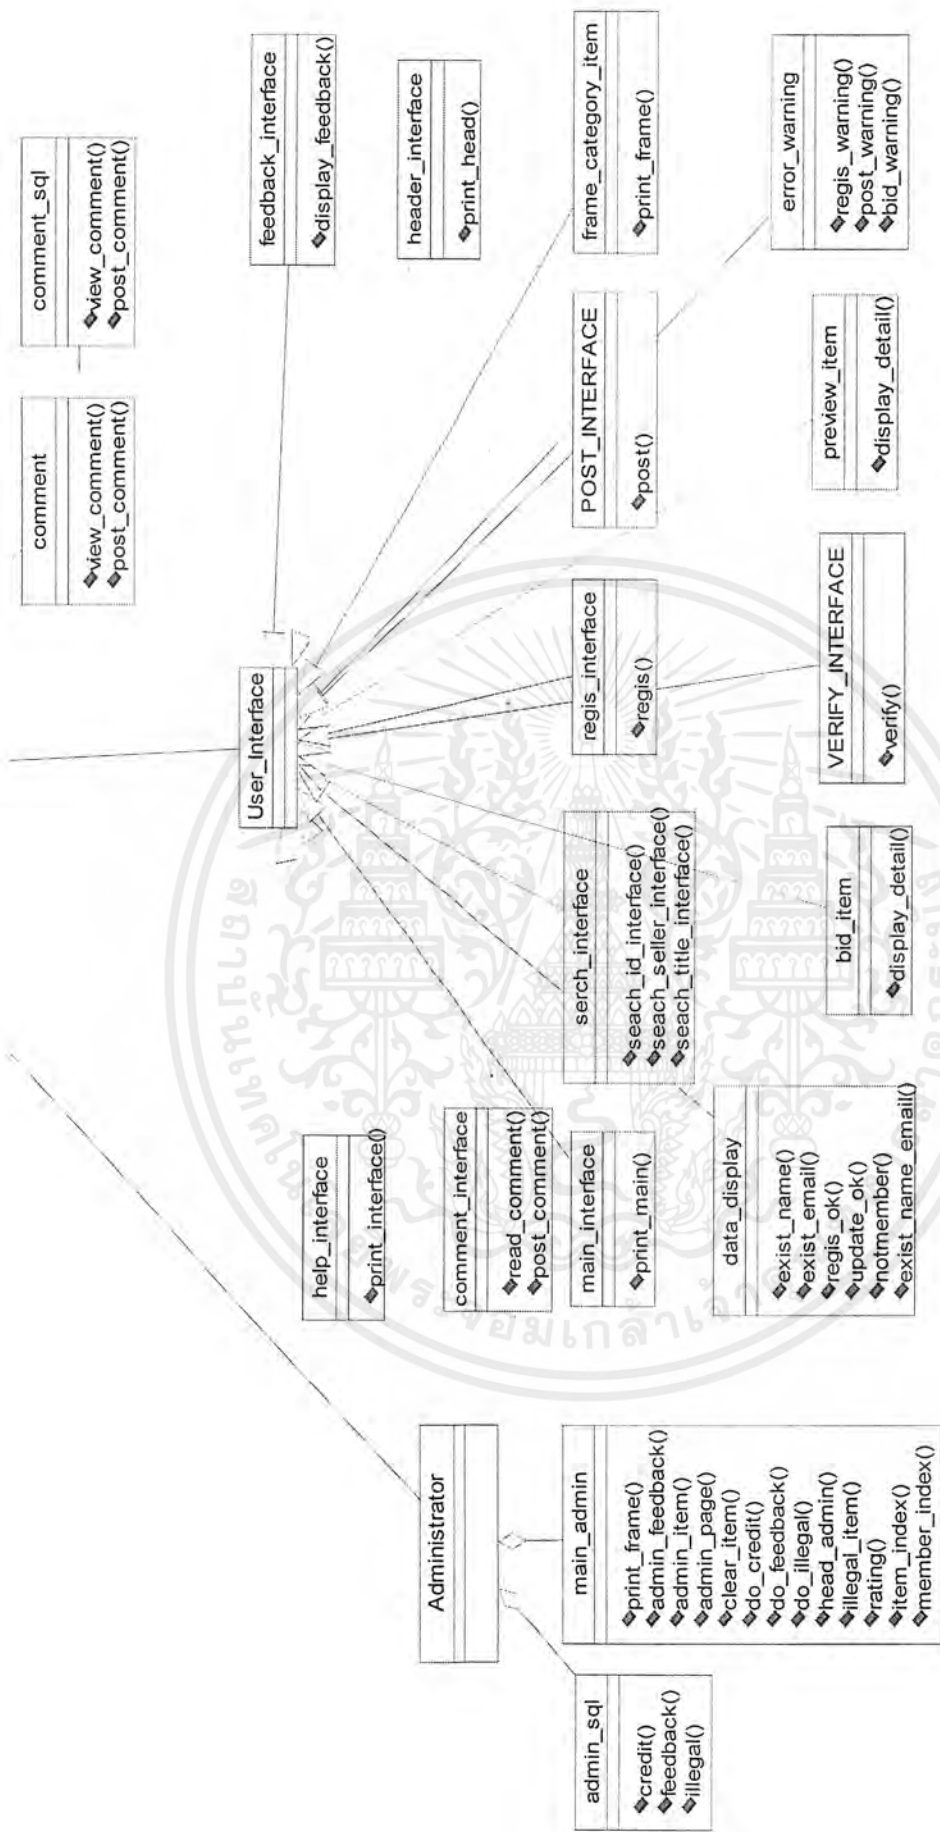 comment
view_comment()
post_comment()
comment_sql
view_comment()
post_comment()
User_Interface
feedback_interface
display_feedback()
help_interface
print_interface()
header_interface
print_head()
Administrator
comment_interface
read_comment()
post_comment()
admin_sql
credit()
feedback()
illegal()
main_admin
print_frame()
admin_feedback()
admin_item()
admin_page()
clear_item()
do_credit()
do_feedback()
do_illegal()
head_admin()
illegal_item()
rating()
item_index()
member_index()
main_interface
print_main()
serch_interface
seach_id_interface()
seach_seller_interface()
seach_title_interface()
regis_interface
regis()
POST_INTERFACE
post()
frame_category_item
print_frame()
data_display
exist_name()
exist_email()
regis_ok()
update_ok()
notmember()
exist_name_email()
bid_item
display_detail()
VERIFY_INTERFACE
verify()
preview_item
display_detail()
error_warning
regis_warning()
post_warning()
bid_warning()